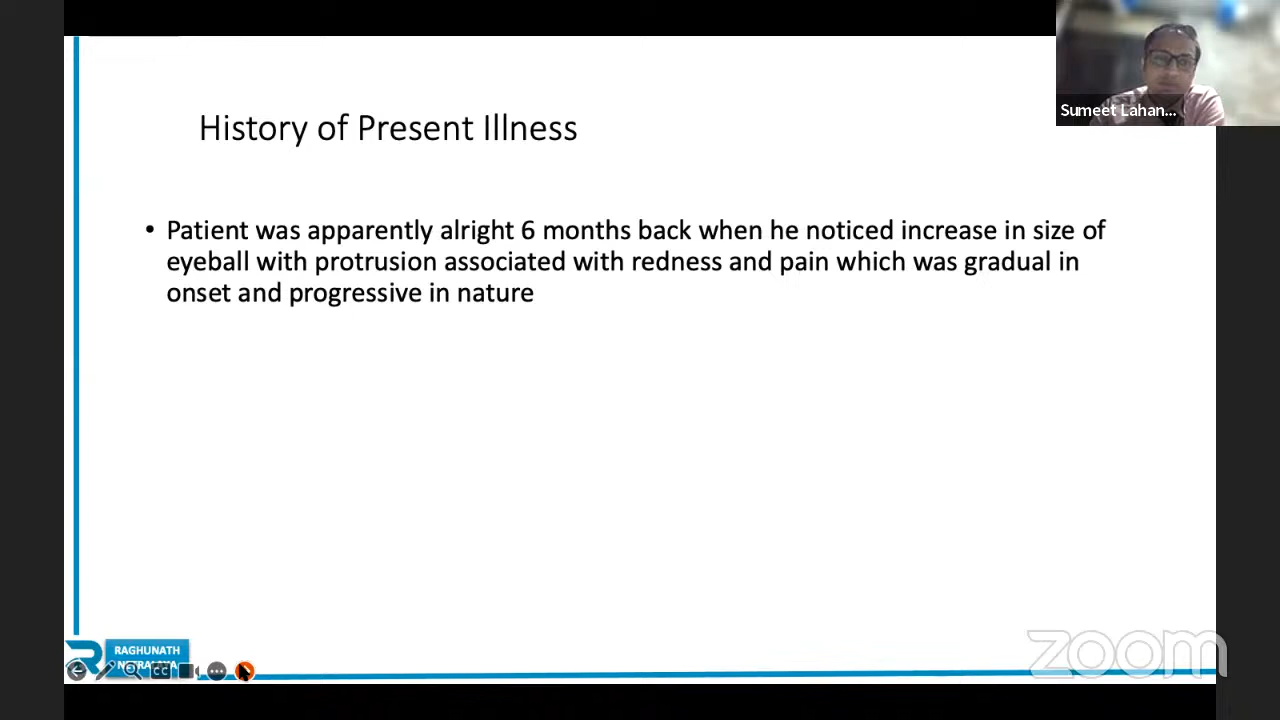 Sumeet Lahan...
History of Present Illness
• Patient was apparently alright 6 months back when he noticed increase in size of
eyeball with protrusion associated with redness and pain which was gradual in
onset and progressive in nature
RAGHUNATH
CC
zoom